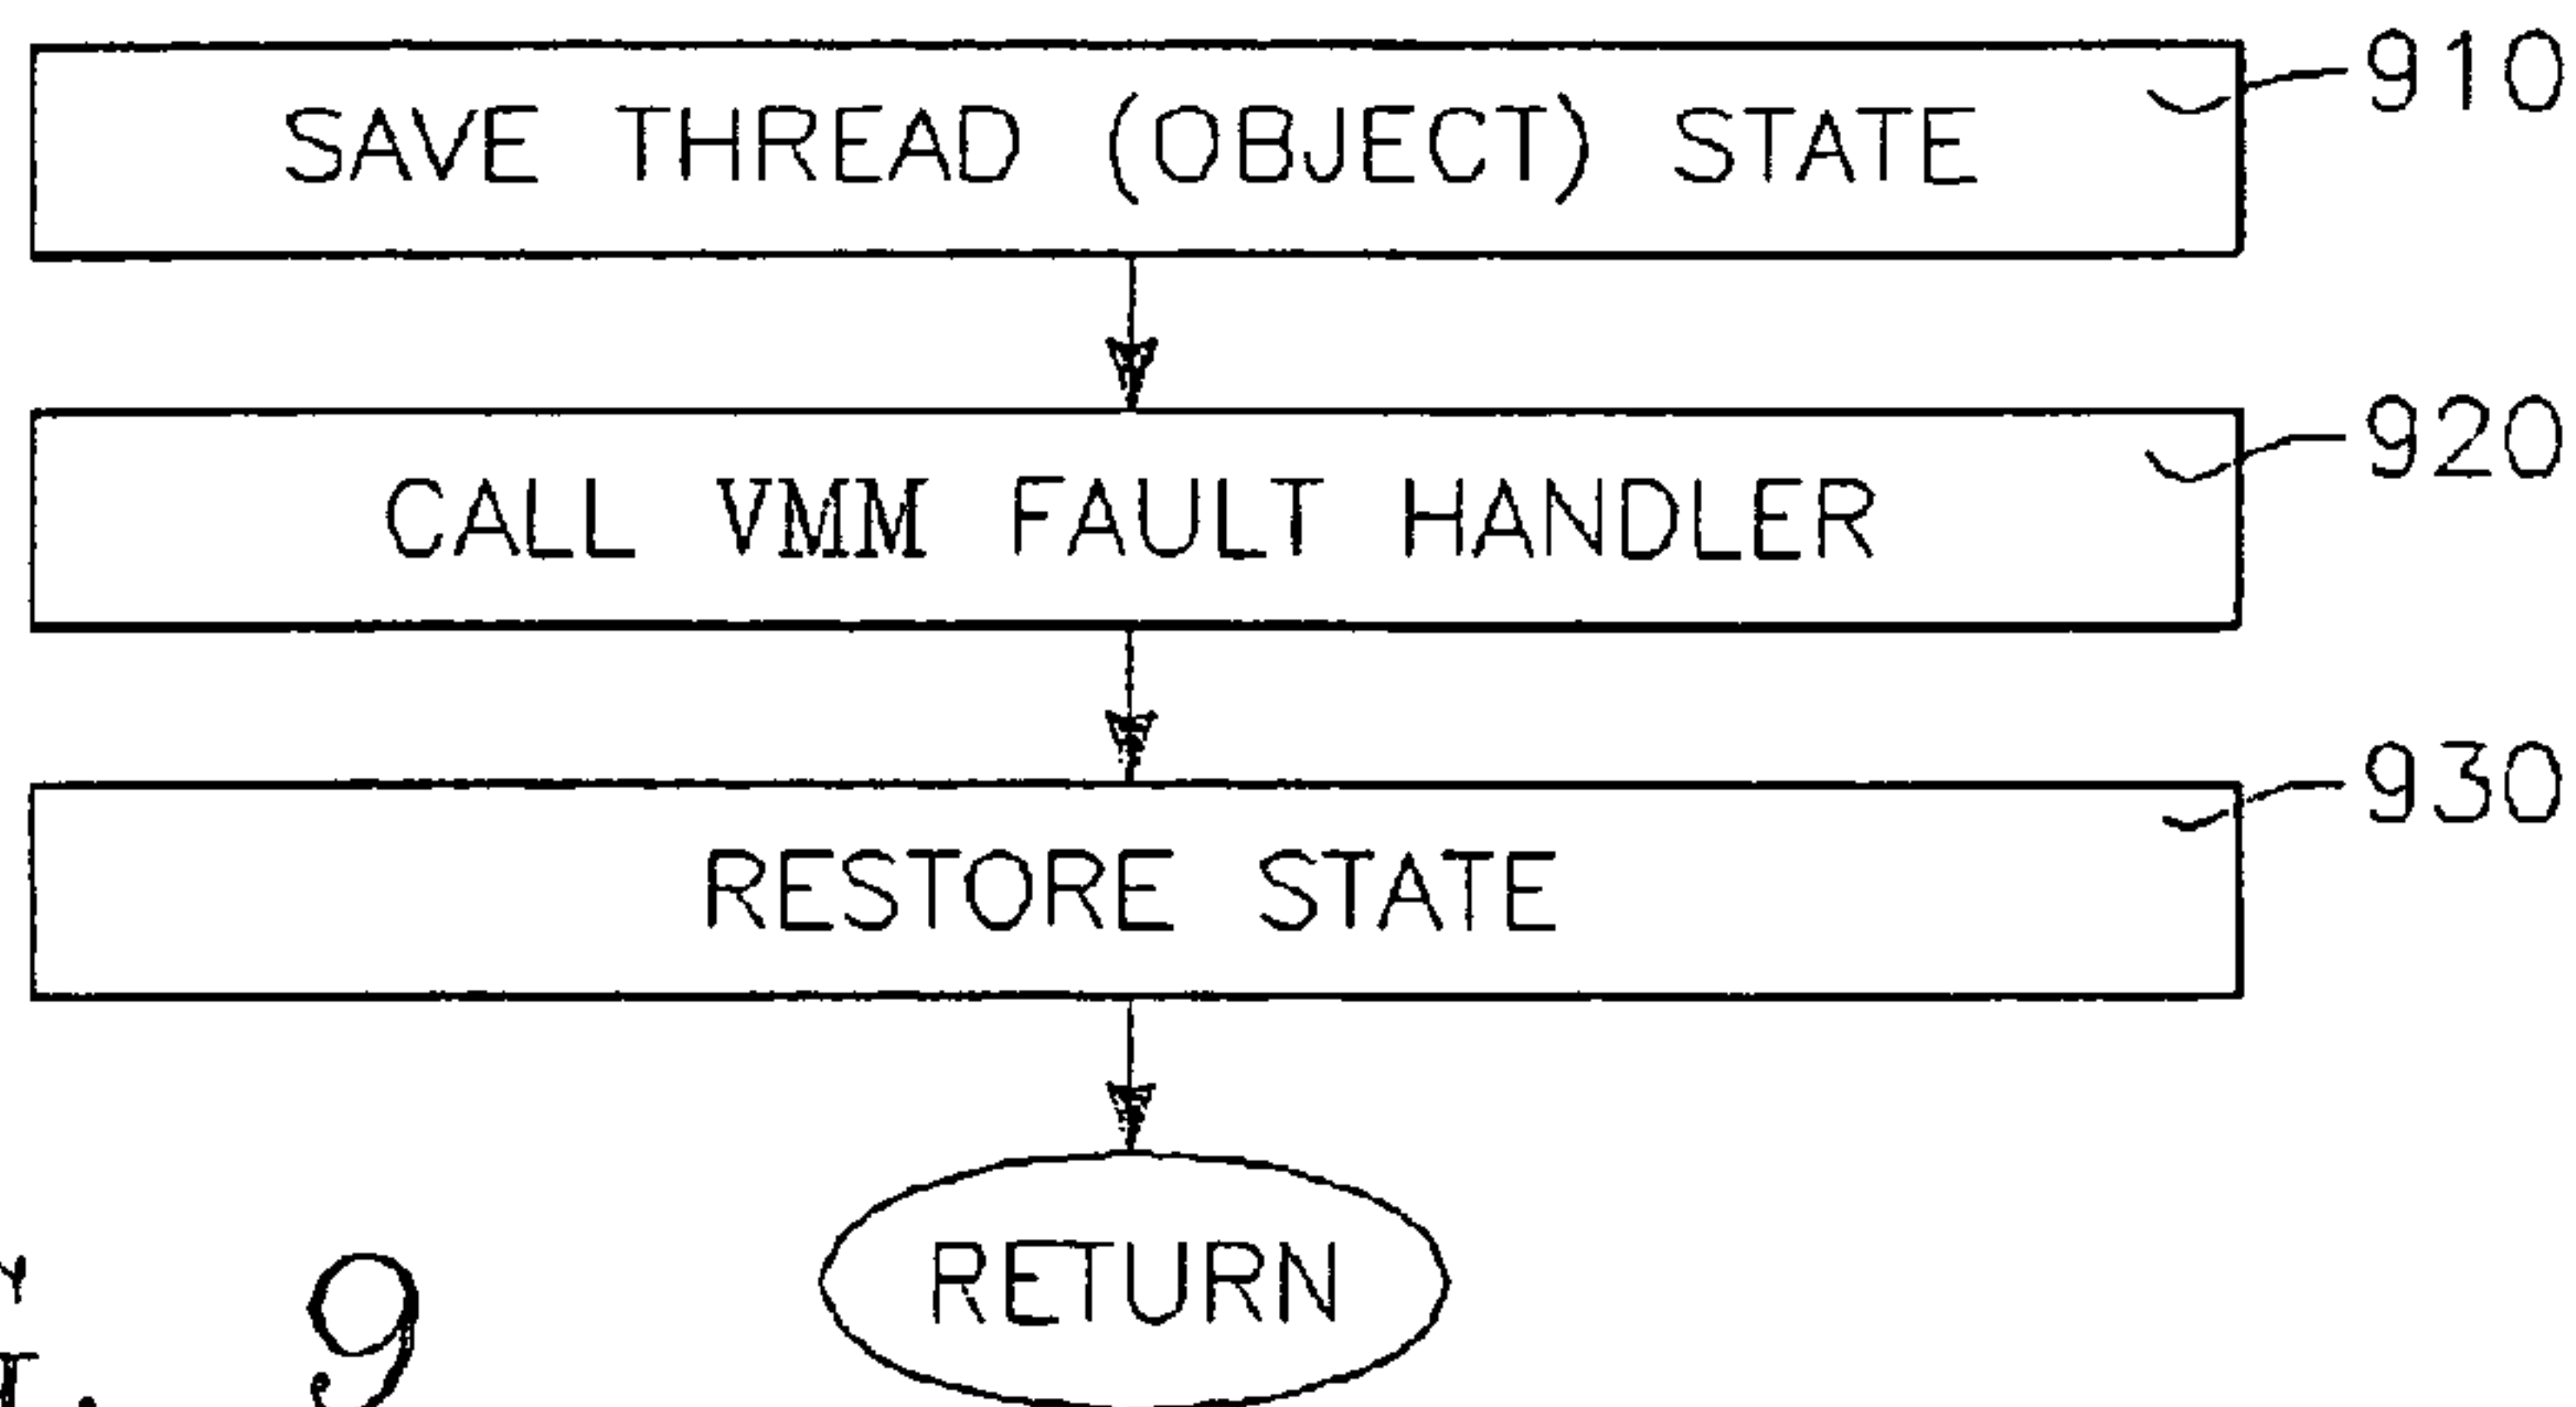 SAVE THREAD (OBJECT) STATE
910
CALL VMM FAULT HANDLER
920
RESTORE STATE
930
RETURN
9